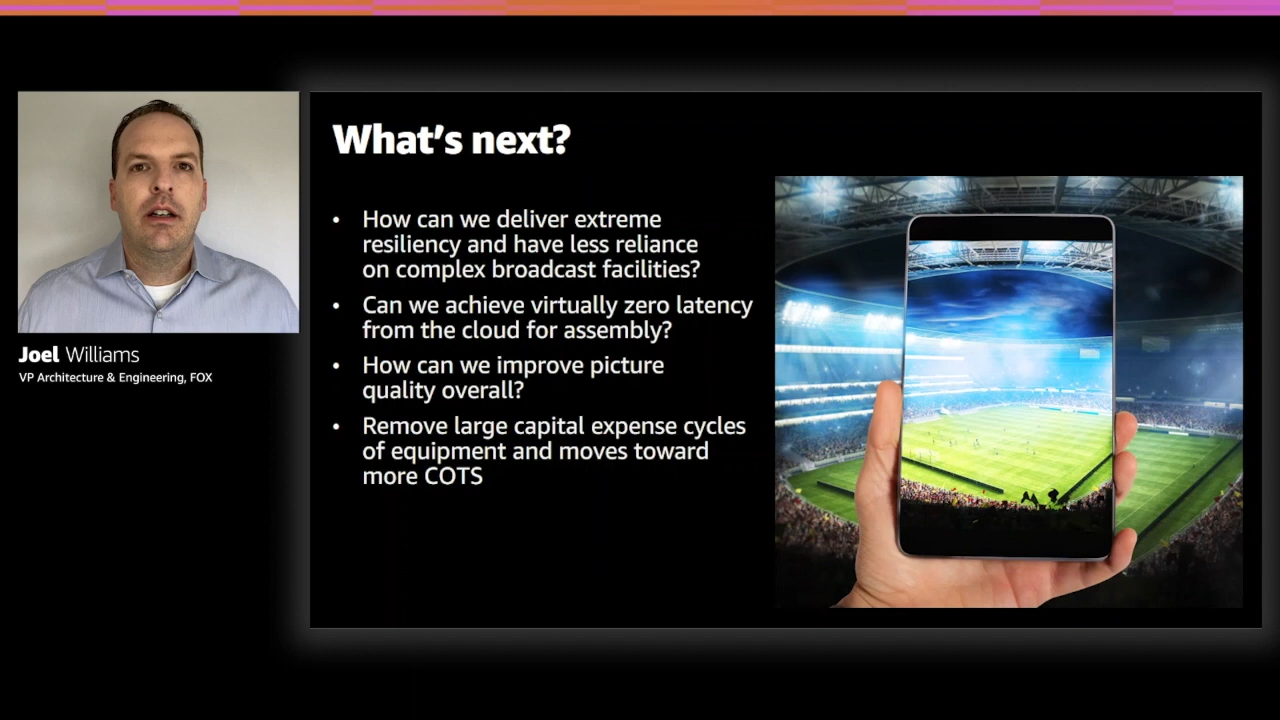 Joel Williams
VP Architecture & Engineering, FOX
What's next?
• How can we deliver extreme
resiliency and have less reliance
on complex broadcast facilities?
• Can we achieve virtually zero latency
from the cloud for assembly?
• How can we improve picture
quality overall?
• Remove large capital expense cycles
of equipment and moves toward
more COTS